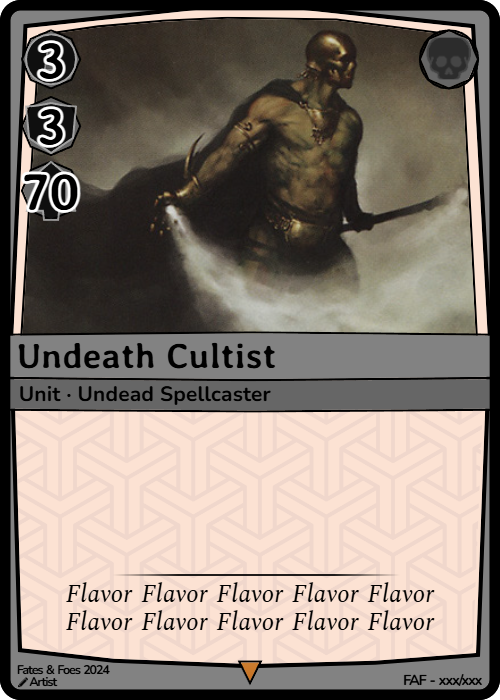 3
3
70
Undeath Cultist
Unit · Undead Spellcaster
Flavor Flavor Flavor Flavor Flavor
Flavor Flavor Flavor Flavor Flavor
Fates & Foes 2024
Artist
FAF - xxx/xxx